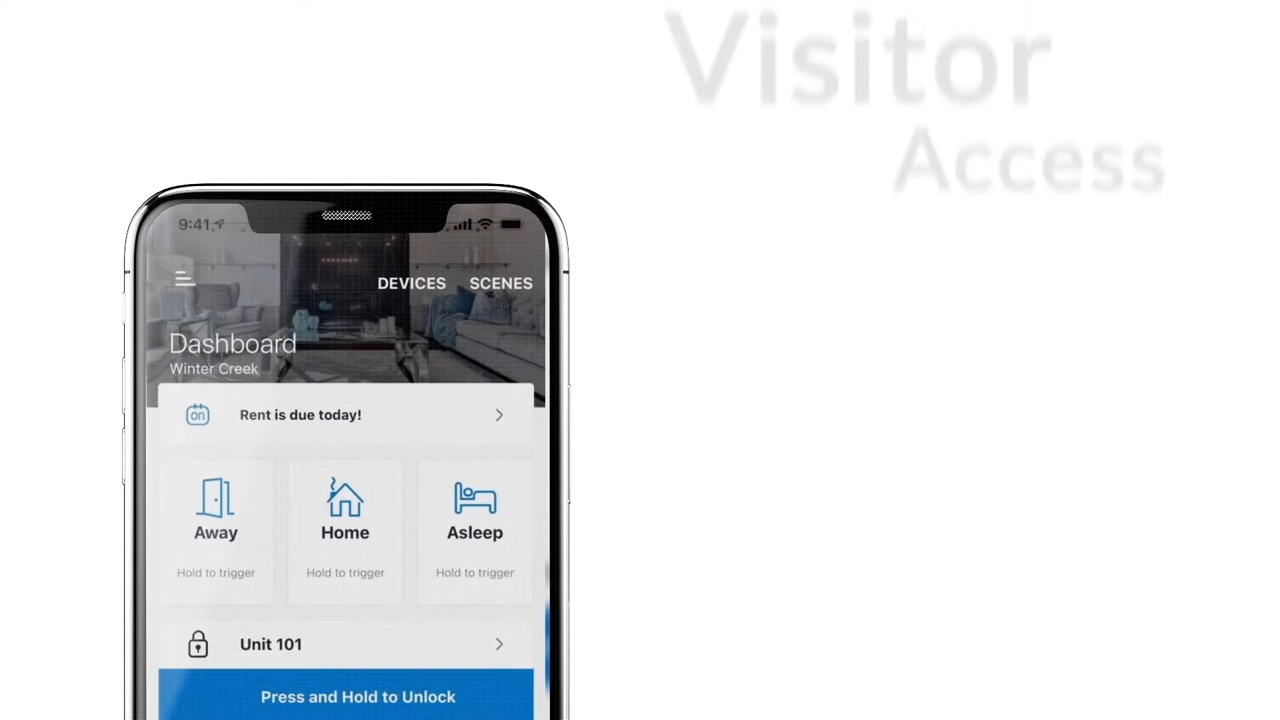 Visitor
Access
9:41
DEVICES SCENES
Dashboard
Winter Creek
on
Rent is due today!
Away Home Asleep
Hold to trigger Hold to trigger Hold to trigger
Unit 101
Press and Hold to Unlock